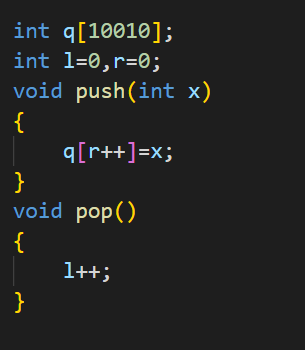 int q[10010];
int l=0,r=0;
void push(int x)
{
    q[r++]=x;
}
void pop()
{
    l++;
}